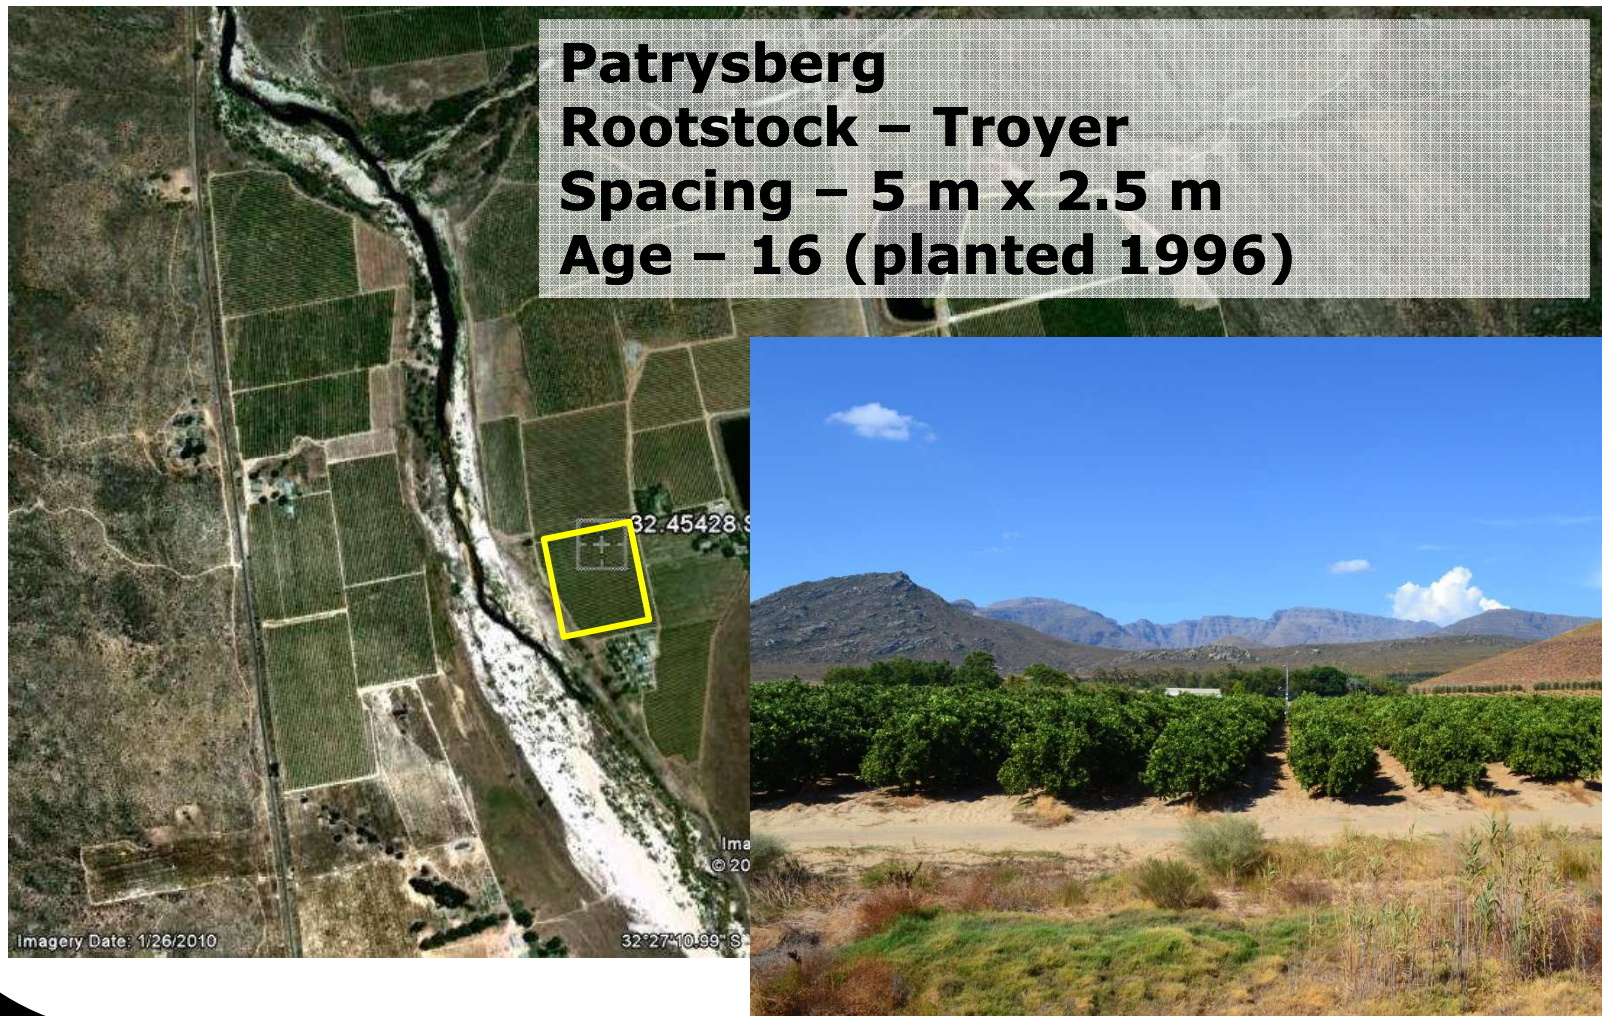 Patrysberg
Rootstock – Troyer
Spacing – 5 m x 2.5 m
Age – 16 (planted 1996)
32.45428 S
© 20
Imagery Date: 1/26/2010
32°27'10.99" S